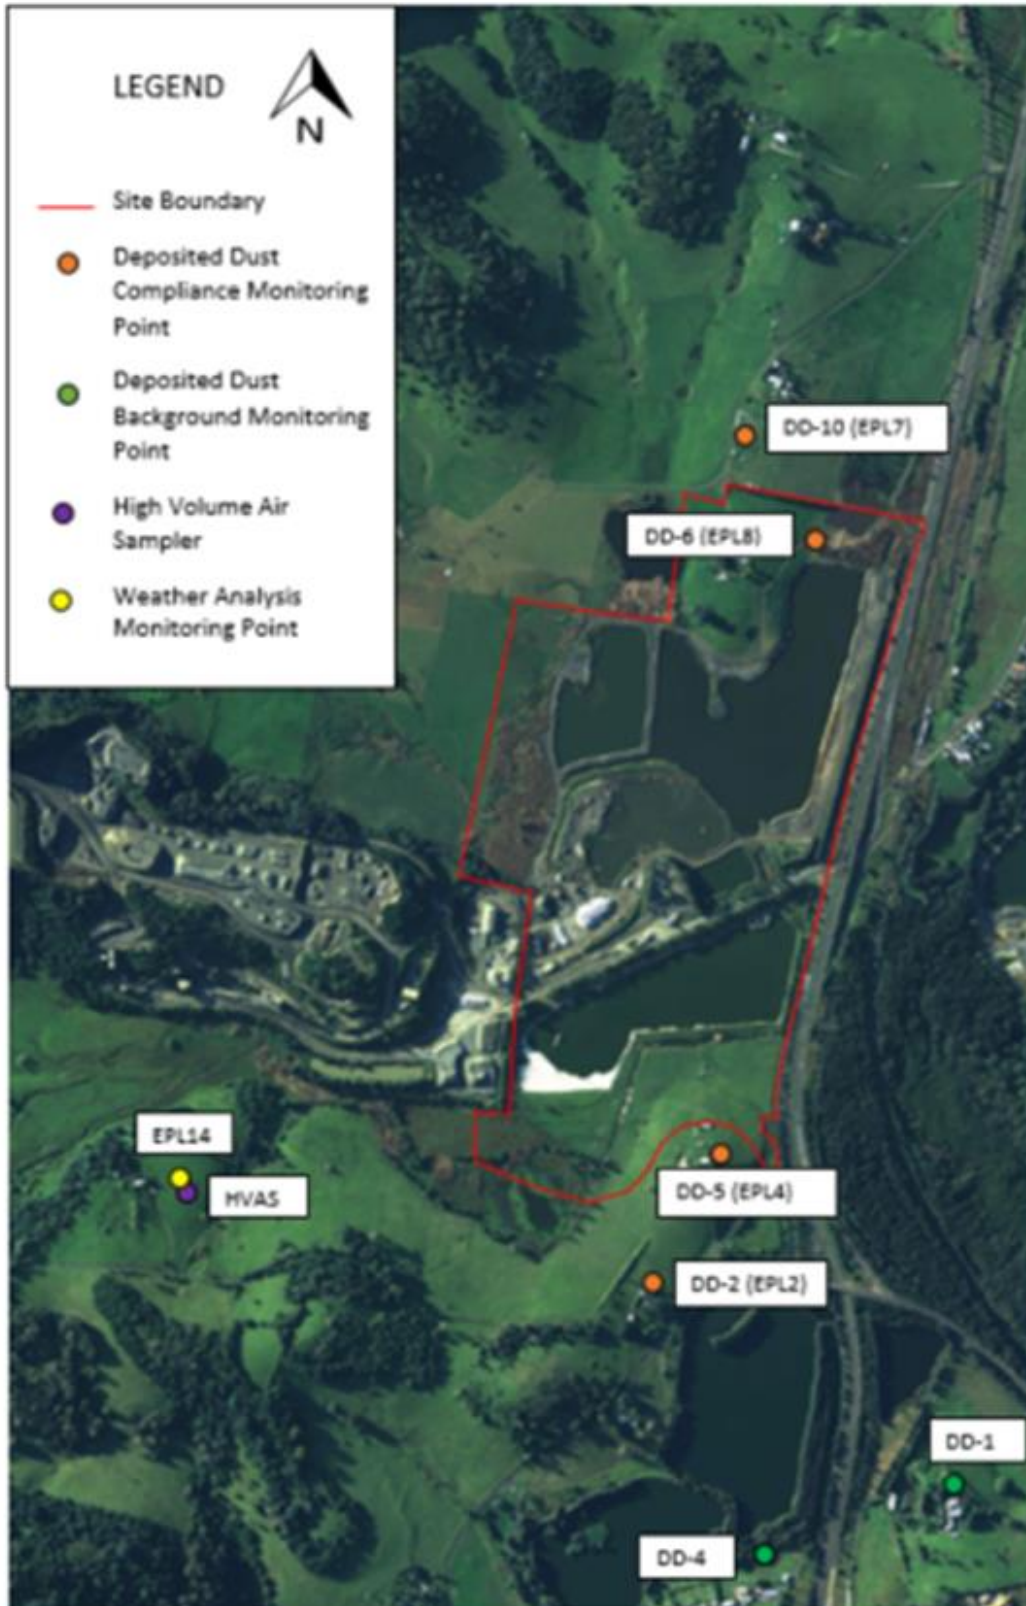 LEGEND
N
Site Boundary
Deposited Dust
Compliance Monitoring
Point
Deposited Dust
Background Monitoring
Point
High Volume Air
Sampler
Weather Analysis
Monitoring Point
DD-10 (EPL7)
DD-6 (EPL8)
EPL14
HVAS
DD-5 (EPL4)
DD-2 (EPL2)
DD-1
DD-4